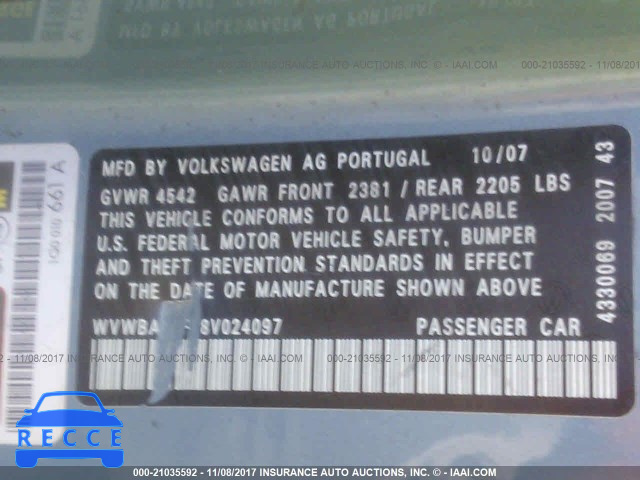 000-21035592 - 11/08/2017 INSURANCE AUTO AUCTIONS, INC. - © IAAI.COM
MFD BY VOLKSWAGEN AG PORTUGAL 10/07
GVWR 4542 GAWR FRONT 2381 / REAR 2205 LBS
THIS VEHICLE CONFORMS TO ALL APPLICABLE
U.S. FEDERAL MOTOR VEHICLE SAFETY, BUMPER
AND THEFT PREVENTION STANDARDS IN EFFECT
ON THE DATE OF MANUFACTURE SHOWN ABOVE
8V024097 PASSENGER CAR
4330069 2007 43
1Q0 010 661 A
RECCE
000-21035592 - 11/08/2017 INSURANCE AUTO AUCTIONS, INC. - © IAAI.COM